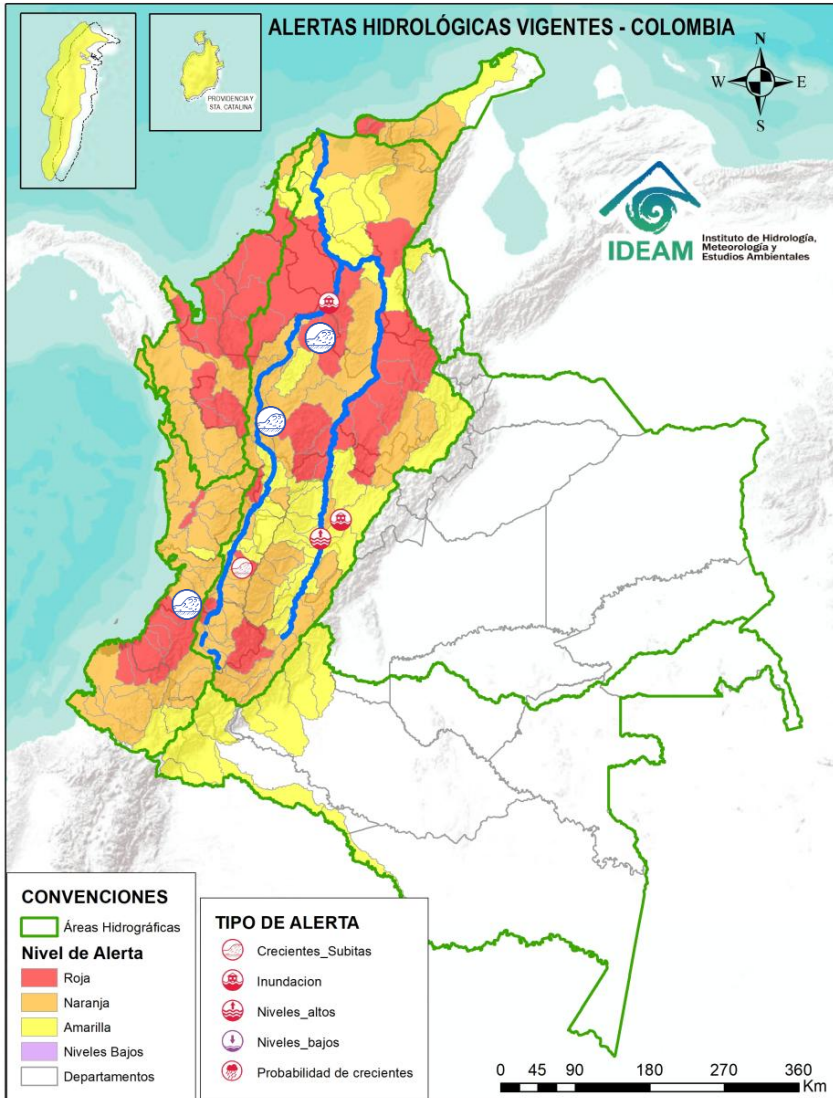 ALERTAS HIDROLÓGICAS VIGENTES - COLOMBIA
PROVIDENCIA Y
STA. CATALINA
N
W
E
S
IDEAM
Instituto de Hidrología,
Meteorología y
Estudios Ambientales
CONVENCIONES
Áreas Hidrográficas
Nivel de Alerta
Roja
Naranja
Amarilla
Niveles Bajos
Departamentos
TIPO DE ALERTA
Crecientes_Subitas
Inundacion
Niveles_altos
Niveles_bajos
Probabilidad de crecientes
0 45 90 180 270 360
Km